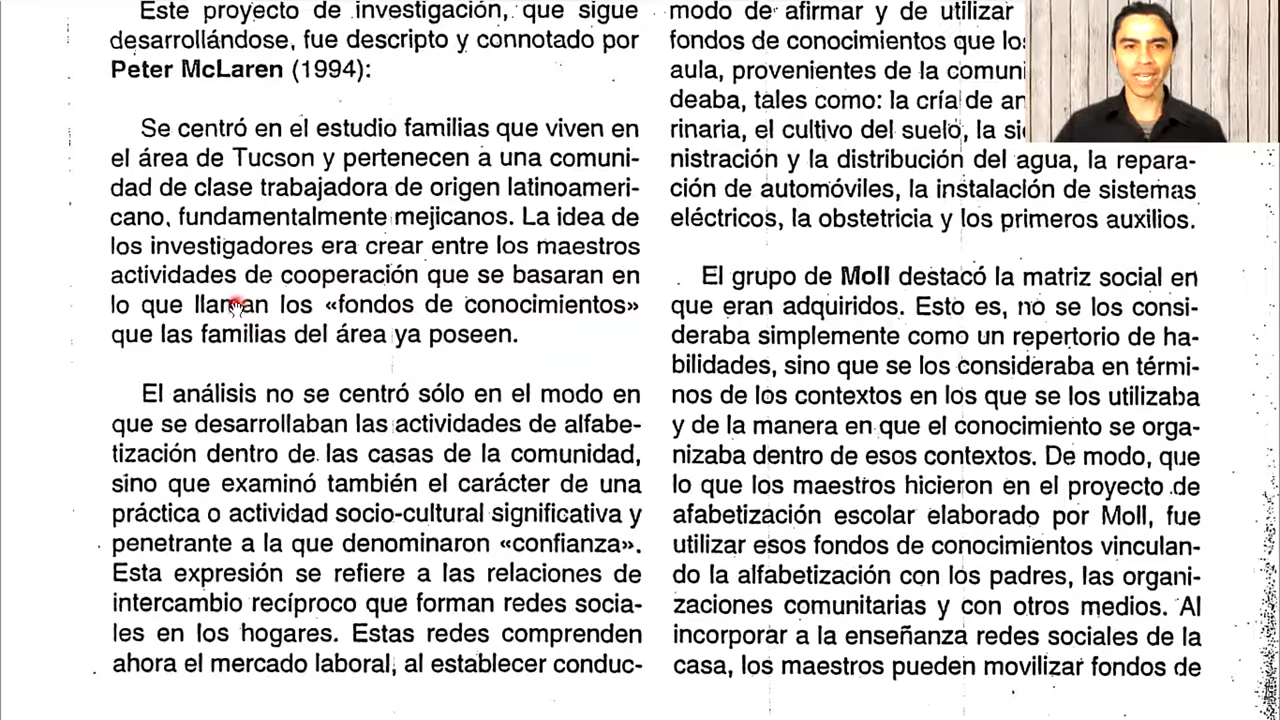 Este proyecto de investigación, que sigue
desarrollándose, fue descripto y connotado por
Peter McLaren (1994):
Se centró en el estudio familias que viven en
el área de Tucson y pertenecen a una comuni-
dad de clase trabajadora de origen latinoameri-
cano, fundamentalmente mejicanos. La idea de
los investigadores era crear entre los maestros
actividades de cooperación que se basaran en
lo que llaman los «fondos de conocimientos»
que las familias del área ya poseen.
El análisis no se centró sólo en el modo en
que se desarrollaban las actividades de alfabe-
tización dentro de las casas de la comunidad,
sino que examinó también el carácter de una
práctica o actividad socio-cultural significativa y
penetrante a la que denominaron «confianza».
Esta expresión se refiere a las relaciones de
intercambio recíproco que forman redes socia-
les en los hogares. Estas redes comprenden
ahora el mercado laboral, al establecer conduc-
modo de afirmar y de utilizar
fondos de conocimientos que
aula, provenientes de la
deaba, tales como: la cría de
rinaria, el cultivo del suelo, la
nistración y la distribución del agua, la repara-
ción de automóviles, la instalación de sistemas
eléctricos, la obstetricia y los primeros auxilios.
El grupo de Moll destacó la matriz social en
que eran adquiridos. Esto es, no se los consi-
deraba simplemente como un repertorio de ha-
bilidades, sino que se los consideraba en térmi-
nos de los contextos en los que se los utilizaba
y de la manera en que el conocimiento se orga-
nizaba dentro de esos contextos. De modo, que
lo que los maestros hicieron en el proyecto de
afabetización escolar elaborado por Moll, fue
utilizar esos fondos de conocimientos vinculan-
do la alfabetización con los padres, las organi-
zaciones comunitarias y con otros medios. Al
incorporar a la enseñanza redes sociales de la
casa, los maestros pueden movilizar fondos de